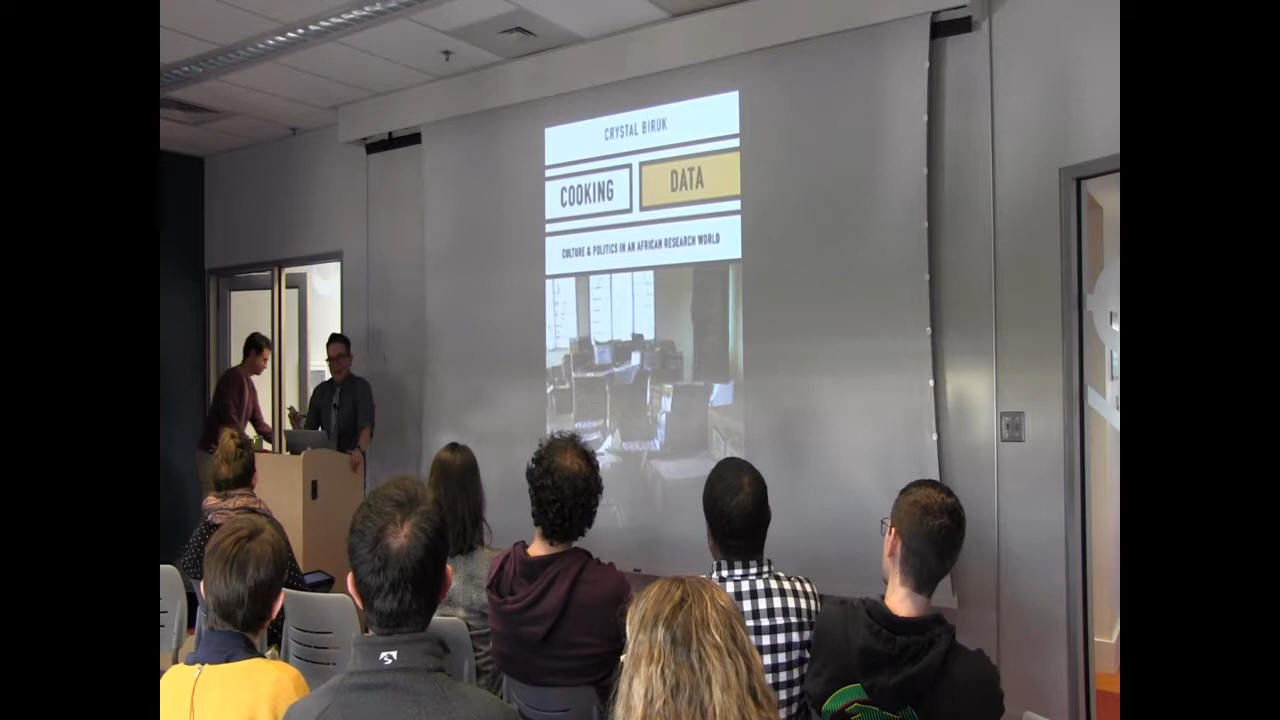 CRYSTAL BIRUK
COOKING
DATA
CULTURE & POLITICS IN AN AFRICAN RESEARCH WORLD